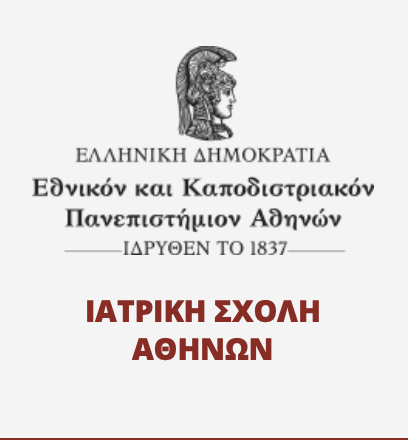 ΕΛΛΗΝΙΚΗ ΔΗΜΟΚΡΑΤΙΑ
Εθνικόν και Καποδιστριακόν
Πανεπιστήμιον Αθηνών
ΙΔΡΥΘΕΝ ΤΟ 1837
ΙΑΤΡΙΚΗ ΣΧΟΛΗ
ΑΘΗΝΩΝ